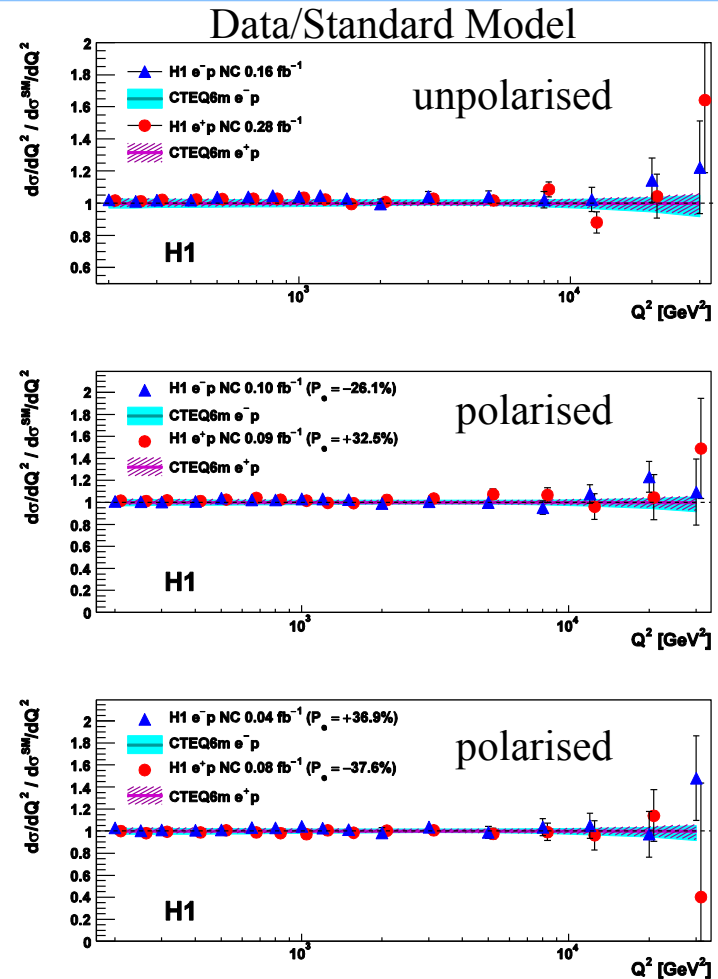 Data/Standard Model
dσ/dQ² / dσˢᴹ/dQ²
2
1.8
1.6
1.4
1.2
1
0.8
0.6
H1 e⁻p NC 0.16 fb⁻¹
CTEQ6m e⁻p
H1 e⁺p NC 0.28 fb⁻¹
CTEQ6m e⁺p
unpolarised
H1
10³
10⁴
Q² [GeV²]
dσ/dQ² / dσˢᴹ/dQ²
2
1.8
1.6
1.4
1.2
1
0.8
0.6
0.4
0.2
0
H1 e⁻p NC 0.10 fb⁻¹ (Pₑ = −26.1%)
CTEQ6m e⁻p
H1 e⁺p NC 0.09 fb⁻¹ (Pₑ = +32.5%)
CTEQ6m e⁺p
polarised
H1
10³
10⁴
Q² [GeV²]
dσ/dQ² / dσˢᴹ/dQ²
2
1.8
1.6
1.4
1.2
1
0.8
0.6
0.4
0.2
0
H1 e⁻p NC 0.04 fb⁻¹ (Pₑ = +36.9%)
CTEQ6m e⁻p
H1 e⁺p NC 0.08 fb⁻¹ (Pₑ = −37.6%)
CTEQ6m e⁺p
polarised
H1
10³
10⁴
Q² [GeV²]